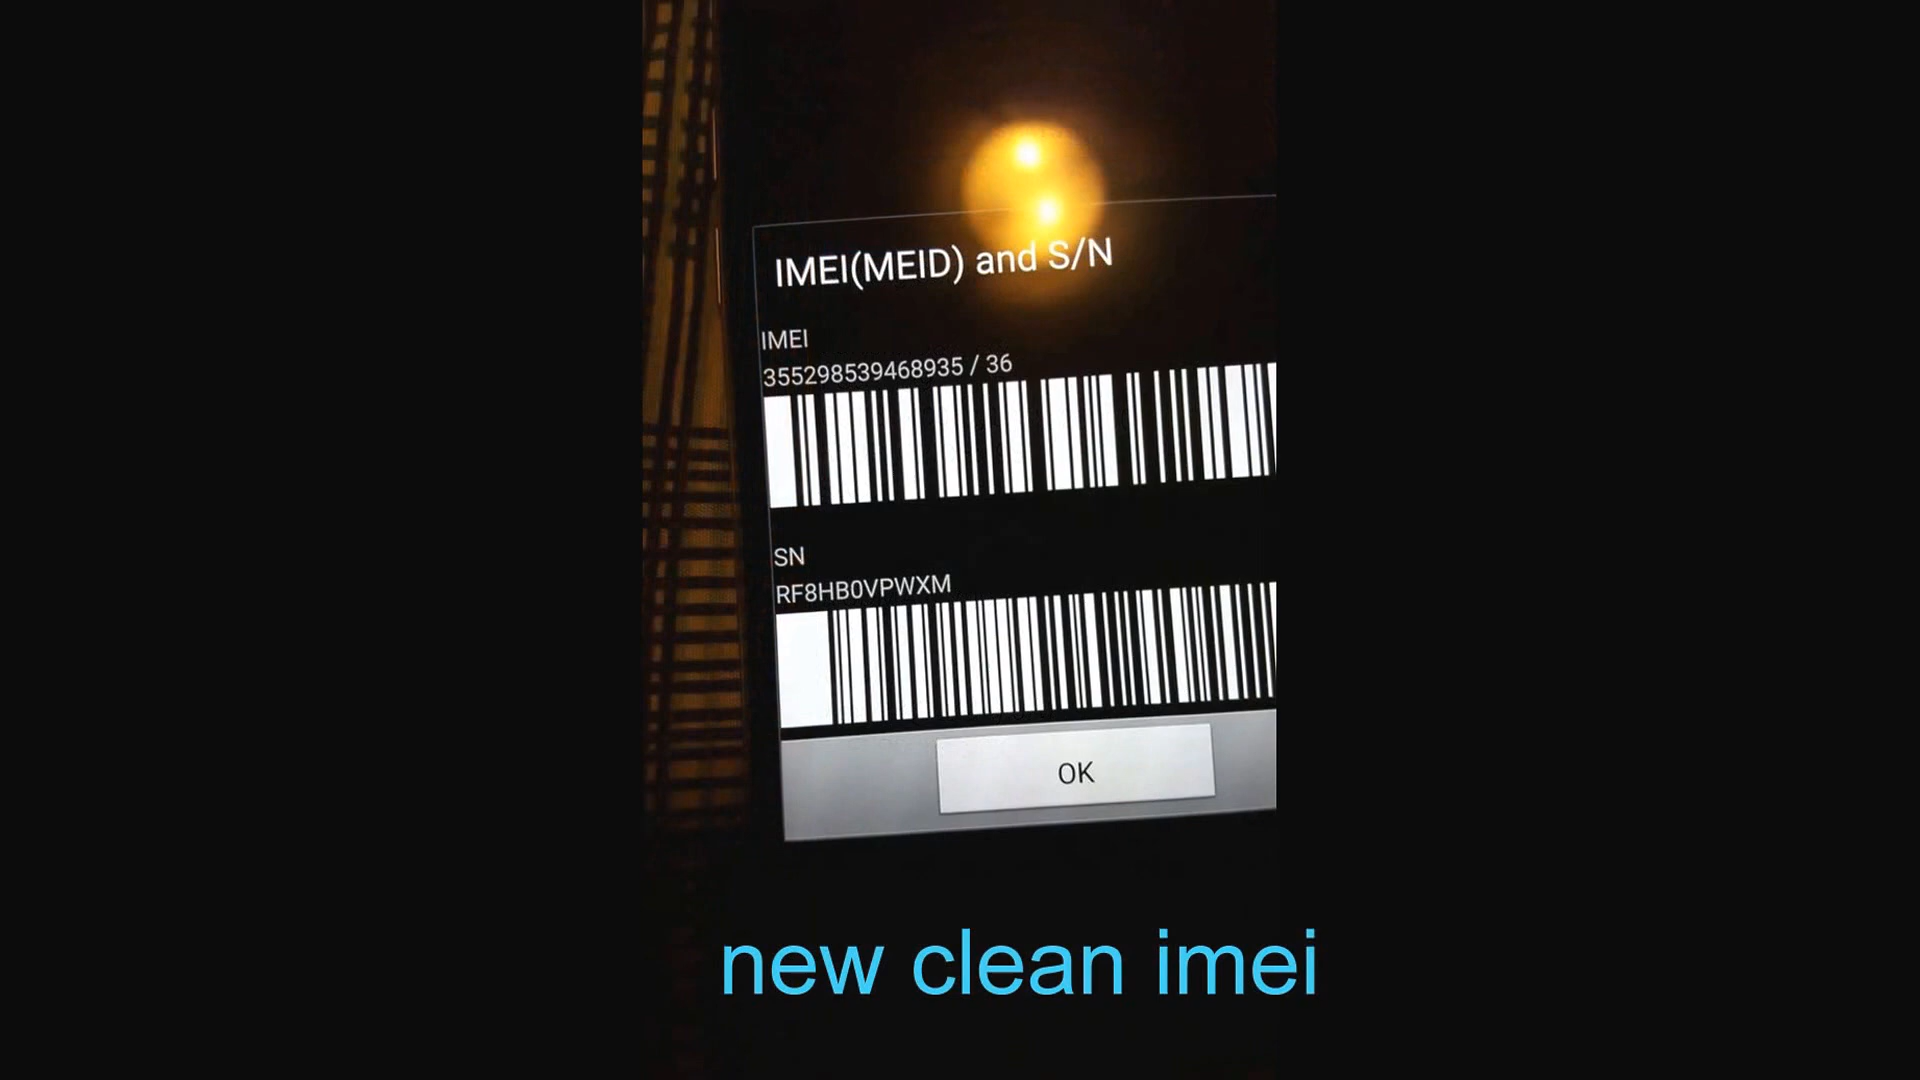 IMEI(MEID) and S/N
IMEI
355298539468935 / 36
SN
RF8HB0VPWXM
OK
new clean imei